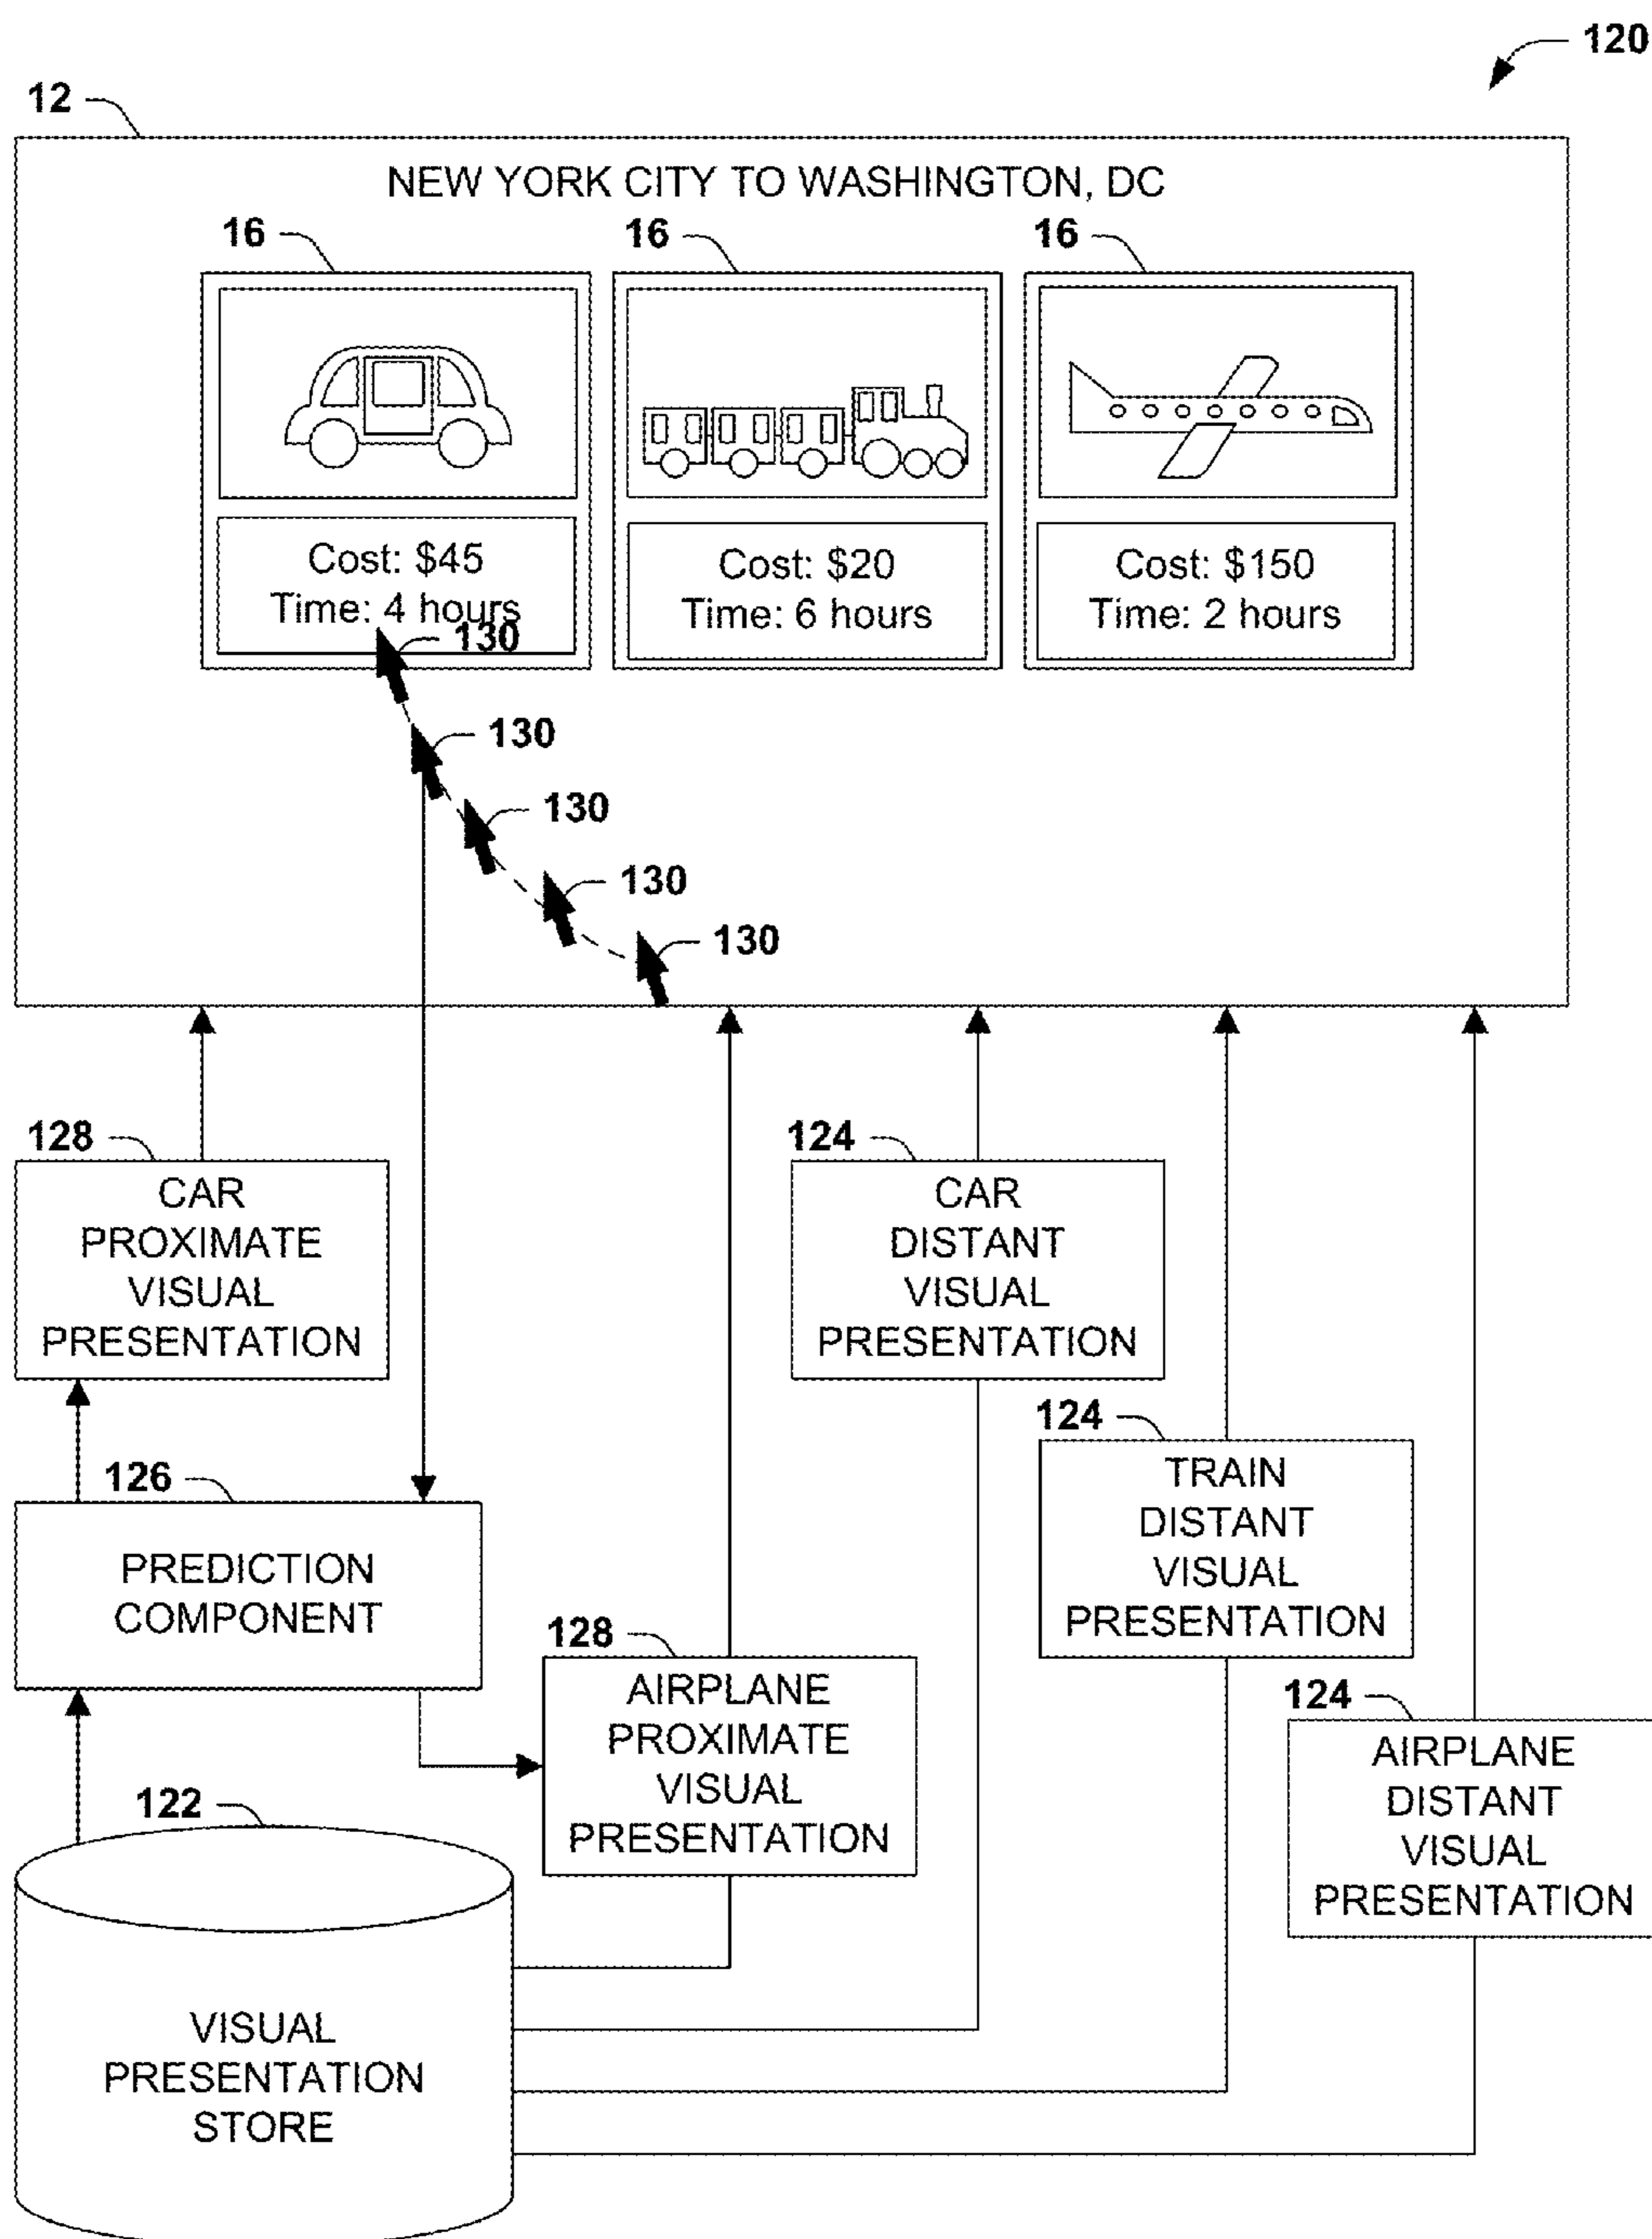 120
12
NEW YORK CITY TO WASHINGTON, DC
16
16
16
Cost: $45
Time: 4 hours
Cost: $20
Time: 6 hours
Cost: $150
Time: 2 hours
130
130
130
130
130
128
CAR
PROXIMATE
VISUAL
PRESENTATION
124
CAR
DISTANT
VISUAL
PRESENTATION
124
TRAIN
DISTANT
VISUAL
PRESENTATION
126
PREDICTION
COMPONENT
128
AIRPLANE
PROXIMATE
VISUAL
PRESENTATION
124
AIRPLANE
DISTANT
VISUAL
PRESENTATION
122
VISUAL
PRESENTATION
STORE